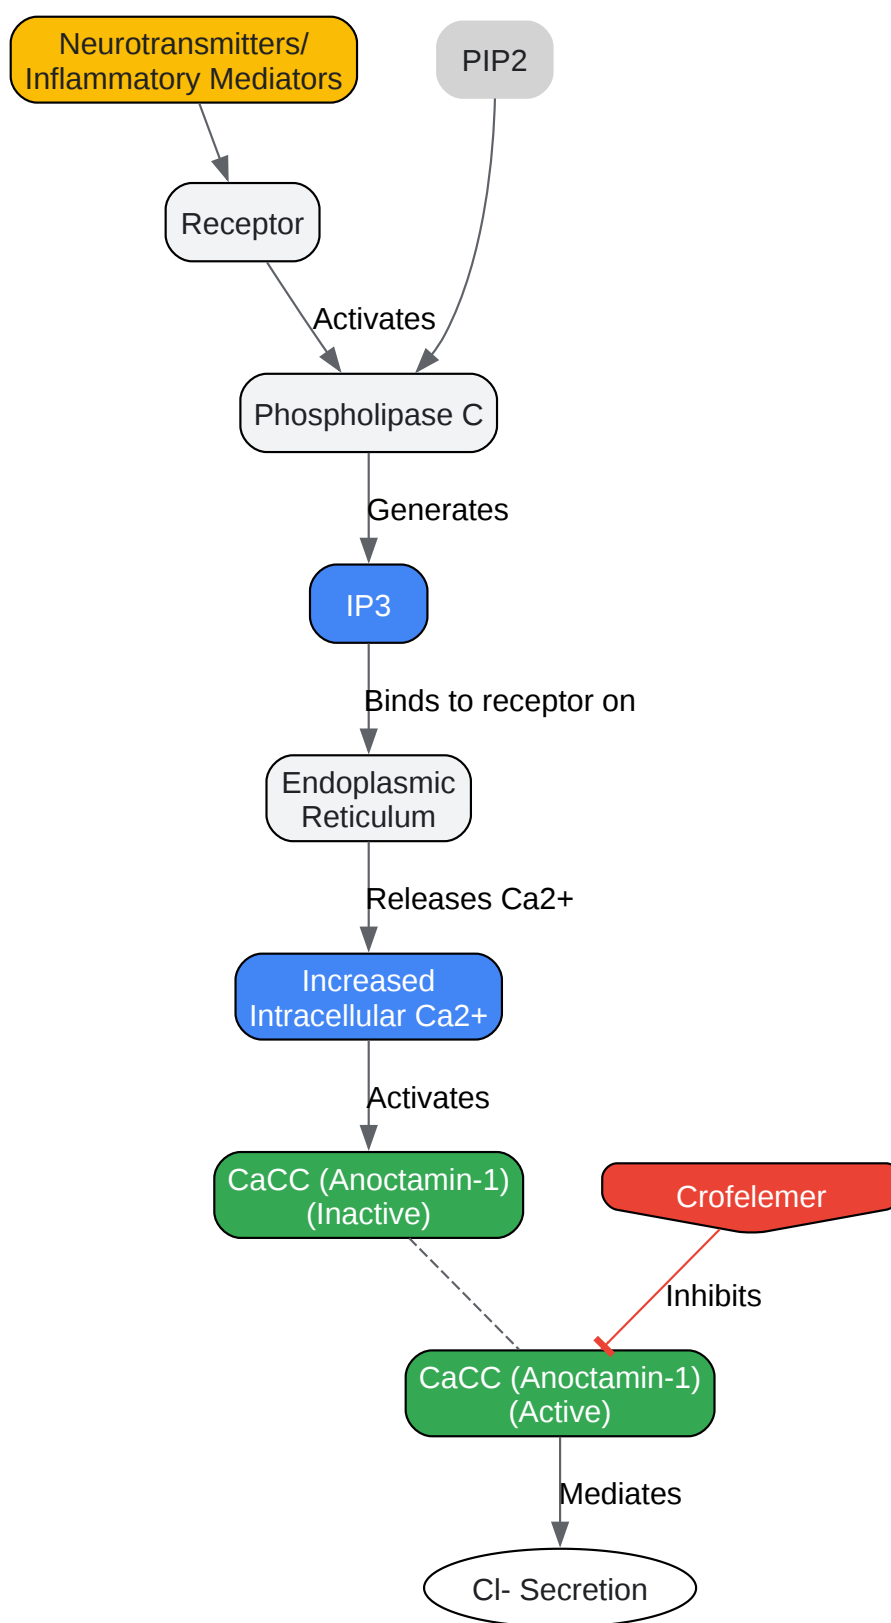 Neurotransmitters/
Inflammatory Mediators
PIP2
Receptor
Activates
Phospholipase C
Generates
IP3
Binds to receptor on
Endoplasmic
Reticulum
Releases Ca2+
Increased
Intracellular Ca2+
Activates
CaCC (Anoctamin-1)
(Inactive)
Crofelemer
Inhibits
CaCC (Anoctamin-1)
(Active)
Mediates
Cl- Secretion